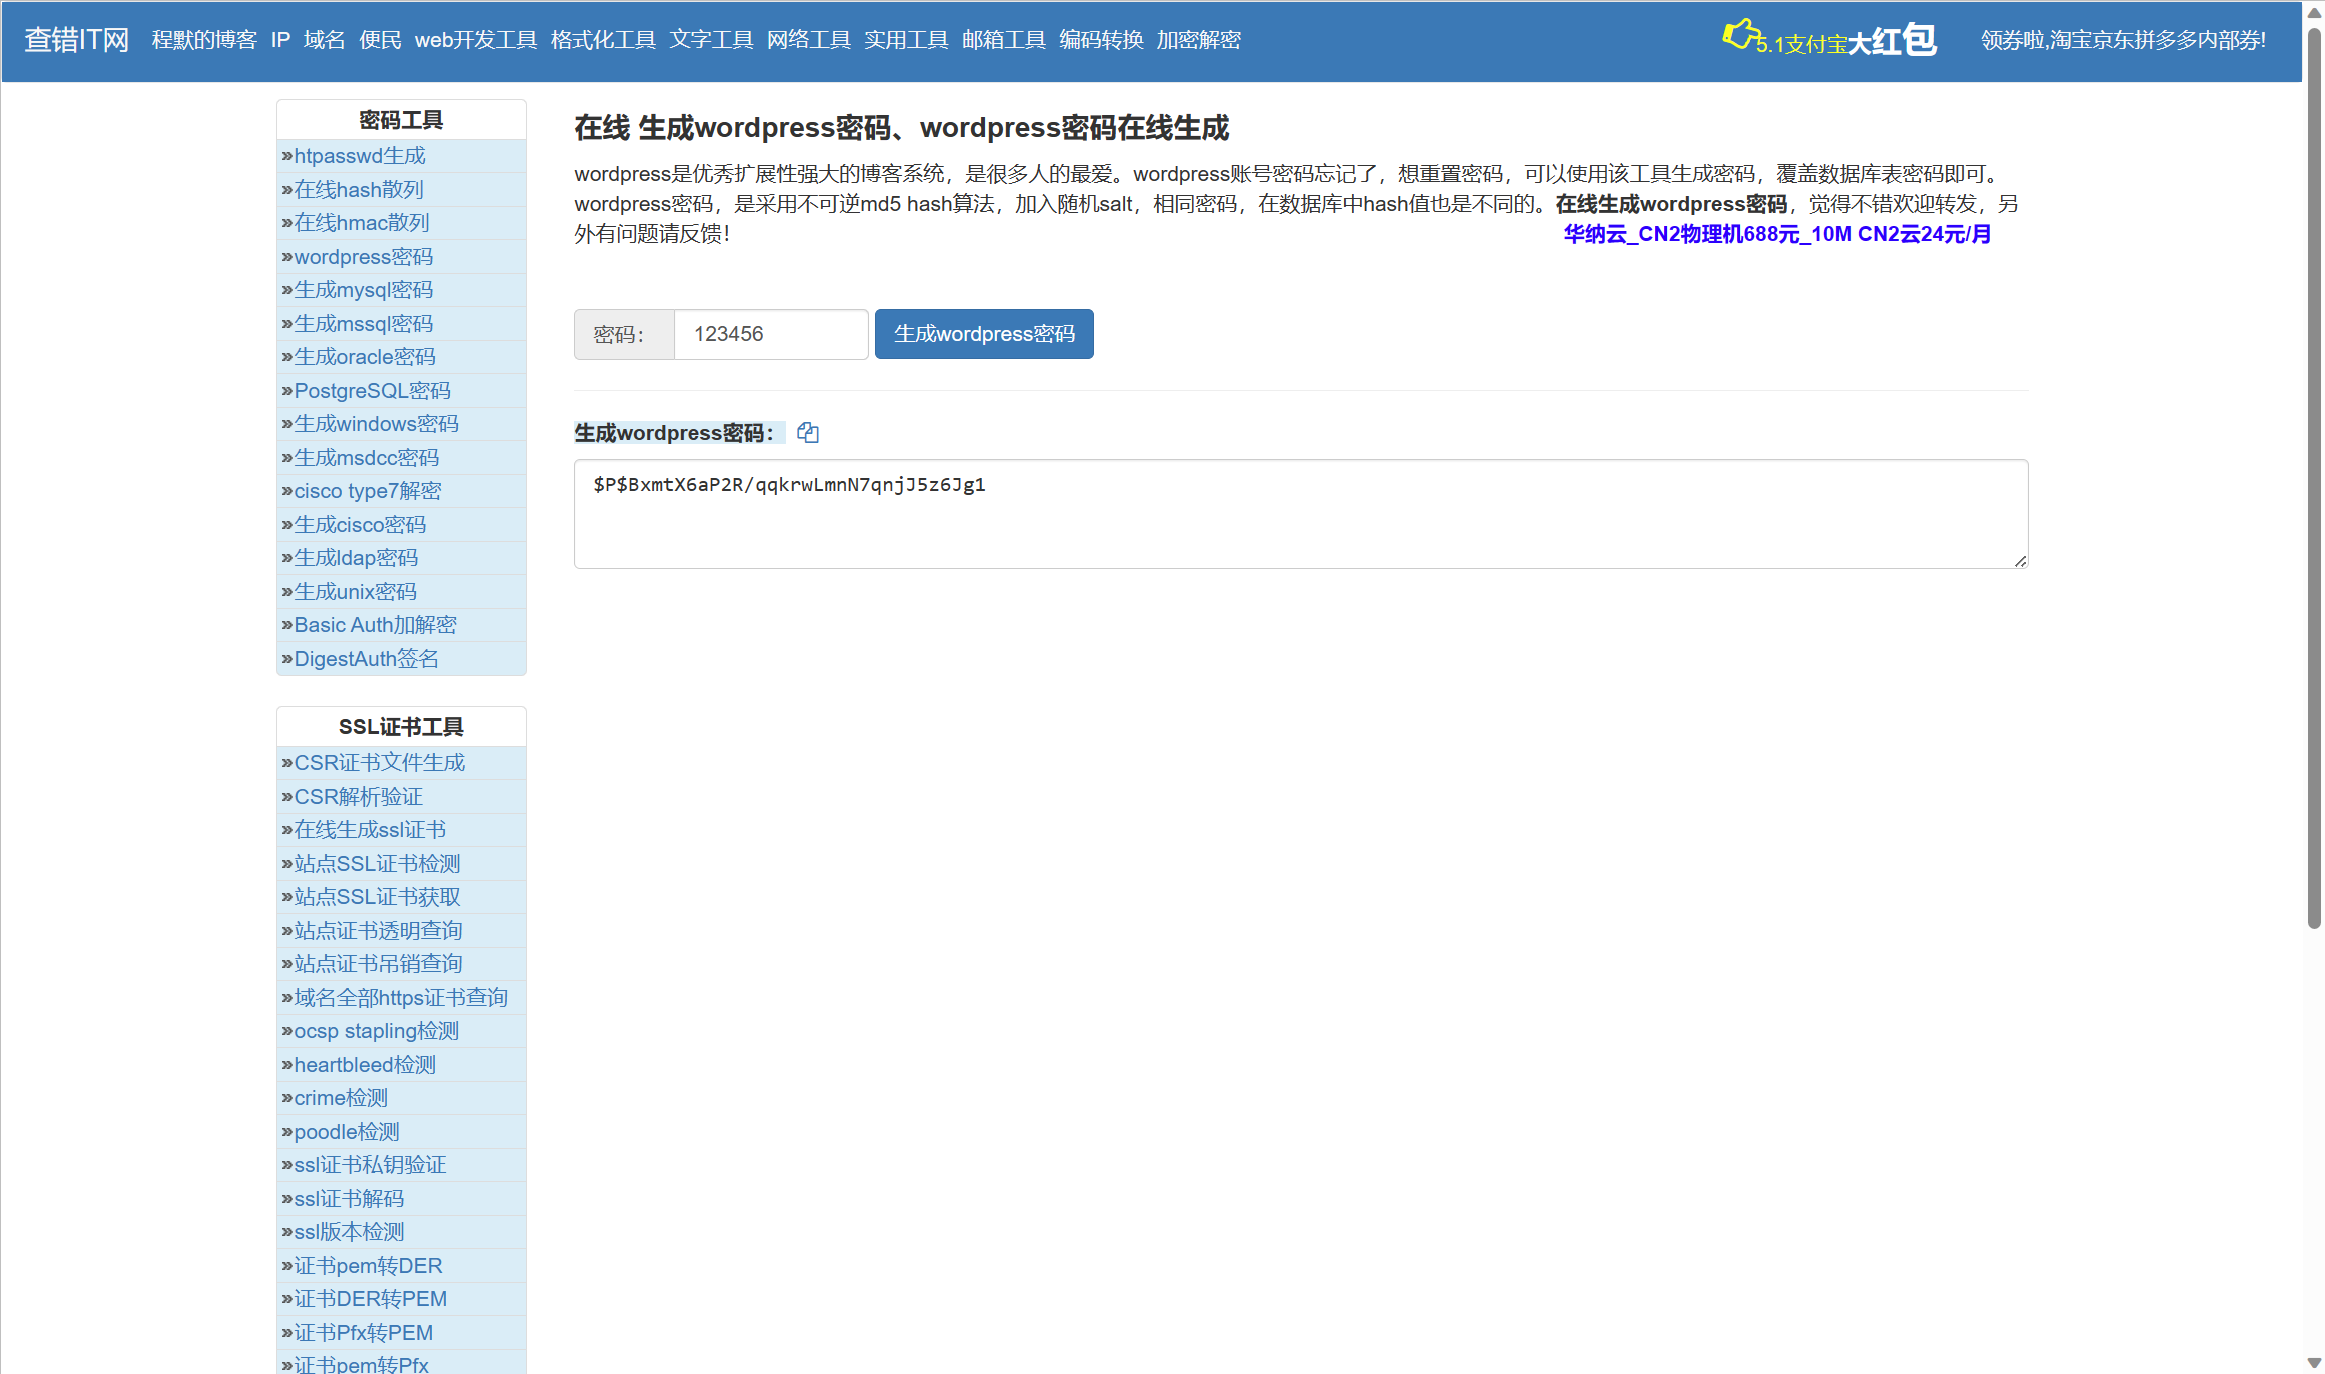 查错IT网 程默的博客 IP 域名 便民 web开发工具 格式化工具 文字工具 网络工具 实用工具 邮箱工具 编码转换 加密解密 5.1支付宝大红包 领券啦,淘宝京东拼多多内部券!
密码工具
»htpasswd生成
»在线hash散列
»在线hmac散列
»wordpress密码
»生成mysql密码
»生成mssql密码
»生成oracle密码
»PostgreSQL密码
»生成windows密码
»生成msdcc密码
»cisco type7解密
»生成cisco密码
»生成ldap密码
»生成unix密码
»Basic Auth加解密
»DigestAuth签名
SSL证书工具
»CSR证书文件生成
»CSR解析验证
»在线生成ssl证书
»站点SSL证书检测
»站点SSL证书获取
»站点证书透明查询
»站点证书吊销查询
»域名全部https证书查询
»ocsp stapling检测
»heartbleed检测
»crime检测
»poodle检测
»ssl证书私钥验证
»ssl证书解码
»ssl版本检测
»证书pem转DER
»证书DER转PEM
»证书Pfx转PEM
»证书pem转Pfx
在线 生成wordpress密码、wordpress密码在线生成
wordpress是优秀扩展性强大的博客系统，是很多人的最爱。wordpress账号密码忘记了，想重置密码，可以使用该工具生成密码，覆盖数据库表密码即可。
wordpress密码，是采用不可逆md5 hash算法，加入随机salt，相同密码，在数据库中hash值也是不同的。在线生成wordpress密码，觉得不错欢迎转发，另
外有问题请反馈！ 华纳云_CN2物理机688元_10M CN2云24元/月
密码： 123456 生成wordpress密码
生成wordpress密码：
$P$BxmtX6aP2R/qqkrwLmnN7qnjJ5z6Jg1